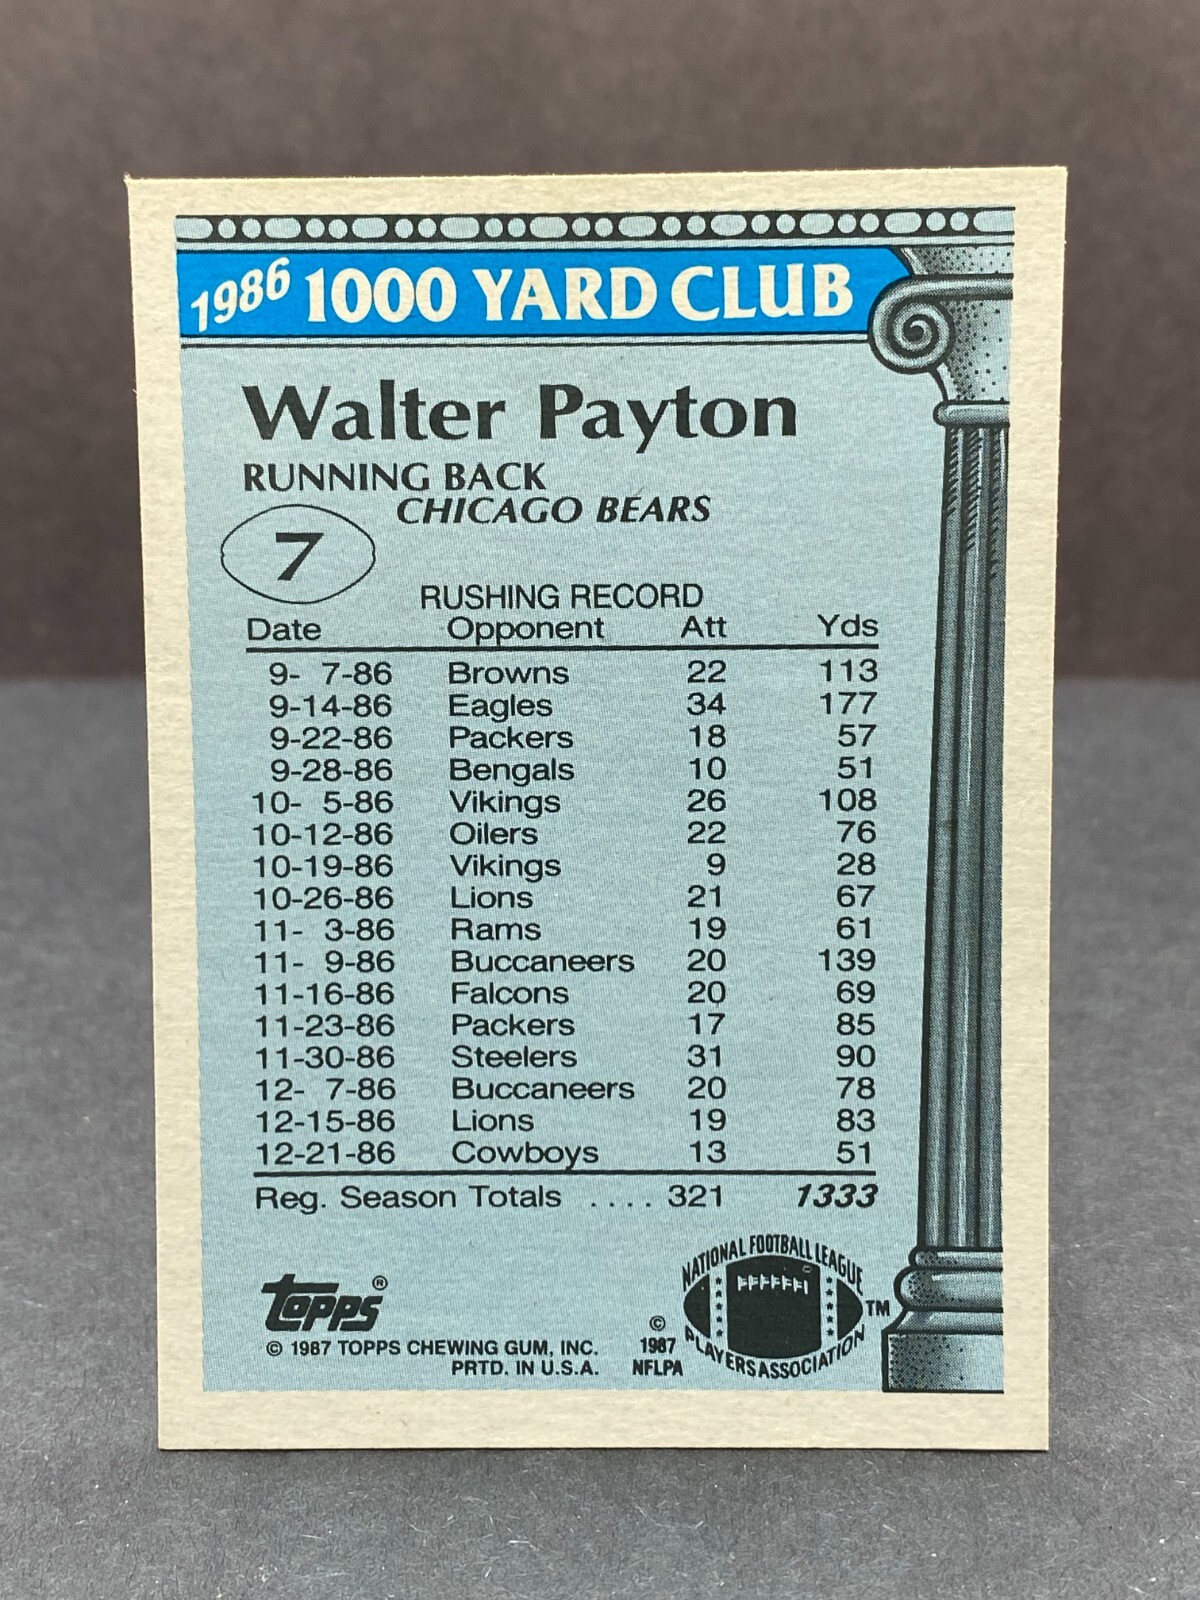 1986 1000 YARD CLUB
Walter Payton
RUNNING BACK
CHICAGO BEARS
7
RUSHING RECORD
Date Opponent Att Yds
9- 7-86 Browns 22 113
9-14-86 Eagles 34 177
9-22-86 Packers 18 57
9-28-86 Bengals 10 51
10- 5-86 Vikings 26 108
10-12-86 Oilers 22 76
10-19-86 Vikings 9 28
10-26-86 Lions 21 67
11- 3-86 Rams 19 61
11- 9-86 Buccaneers 20 139
11-16-86 Falcons 20 69
11-23-86 Packers 17 85
11-30-86 Steelers 31 90
12- 7-86 Buccaneers 20 78
12-15-86 Lions 19 83
12-21-86 Cowboys 13 51
Reg. Season Totals .... 321 1333
Topps®
© 1987 TOPPS CHEWING GUM, INC.
PRTD. IN U.S.A.
©
1987
NFLPA
NATIONAL FOOTBALL LEAGUE
PLAYERS ASSOCIATION
TM